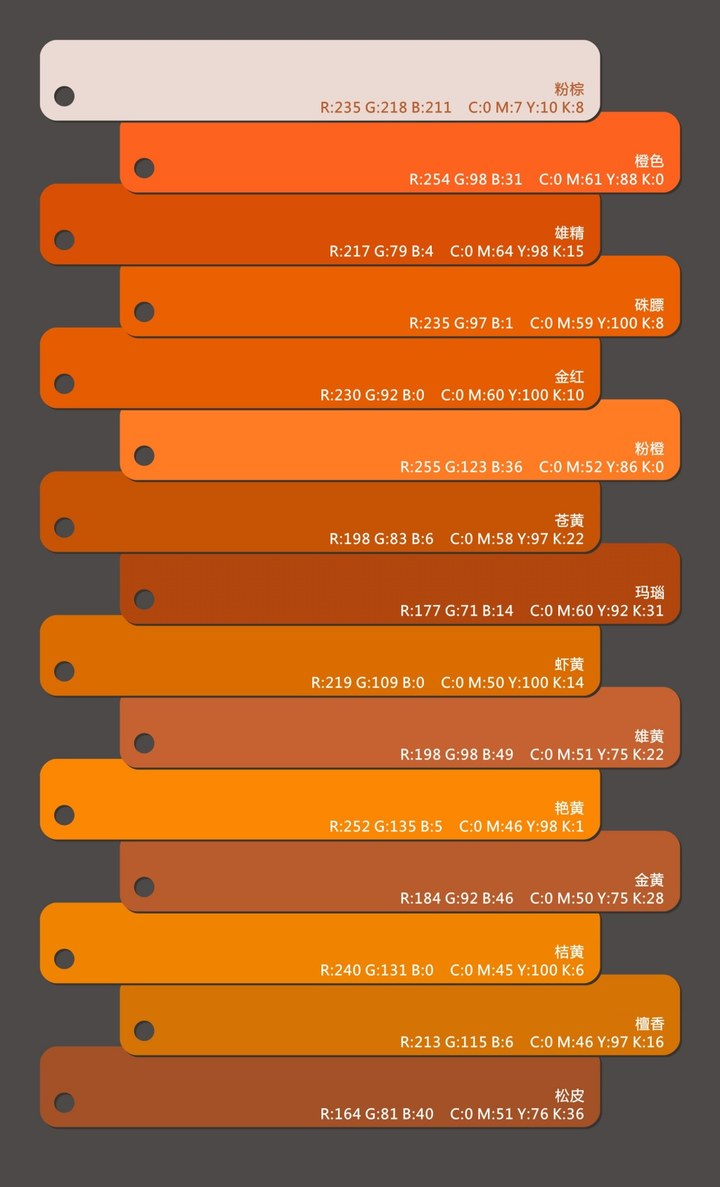 粉棕
R:235 G:218 B:211 C:0 M:7 Y:10 K:8
橙色
R:254 G:98 B:31 C:0 M:61 Y:88 K:0
雄精
R:217 G:79 B:4 C:0 M:64 Y:98 K:15
硃膘
R:235 G:97 B:1 C:0 M:59 Y:100 K:8
金红
R:230 G:92 B:0 C:0 M:60 Y:100 K:10
粉橙
R:255 G:123 B:36 C:0 M:52 Y:86 K:0
苍黄
R:198 G:83 B:6 C:0 M:58 Y:97 K:22
玛瑙
R:177 G:71 B:14 C:0 M:60 Y:92 K:31
虾黄
R:219 G:109 B:0 C:0 M:50 Y:100 K:14
雄黄
R:198 G:98 B:49 C:0 M:51 Y:75 K:22
艳黄
R:252 G:135 B:5 C:0 M:46 Y:98 K:1
金黄
R:184 G:92 B:46 C:0 M:50 Y:75 K:28
桔黄
R:240 G:131 B:0 C:0 M:45 Y:100 K:6
檀香
R:213 G:115 B:6 C:0 M:46 Y:97 K:16
松皮
R:164 G:81 B:40 C:0 M:51 Y:76 K:36